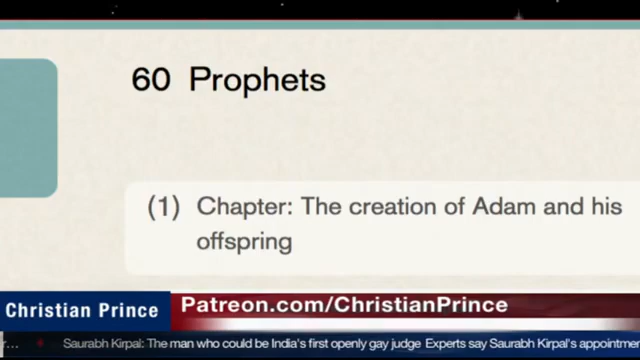 60 Prophets
(1) Chapter: The creation of Adam and his
offspring
Christian Prince
Patreon.com/ChristianPrince
r… Saurabh Kirpal: The man who could be India's first openly gay judge Experts say Saurabh Kirpal's appointme